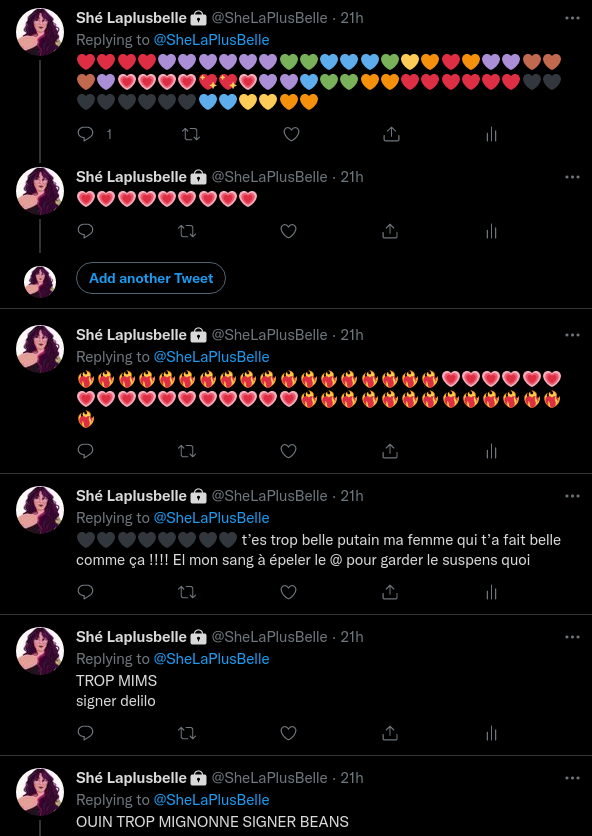 Shé Laplusbelle @SheLaPlusBelle · 21h
Replying to @SheLaPlusBelle
1
Shé Laplusbelle @SheLaPlusBelle · 21h
Add another Tweet
Shé Laplusbelle @SheLaPlusBelle · 21h
Replying to @SheLaPlusBelle
Shé Laplusbelle @SheLaPlusBelle · 21h
Replying to @SheLaPlusBelle
t’es trop belle putain ma femme qui t’a fait belle
comme ça !!!! El mon sang à épeler le @ pour garder le suspens quoi
Shé Laplusbelle @SheLaPlusBelle · 21h
Replying to @SheLaPlusBelle
TROP MIMS
signer delilo
Shé Laplusbelle @SheLaPlusBelle · 21h
Replying to @SheLaPlusBelle
OUIN TROP MIGNONNE SIGNER BEANS